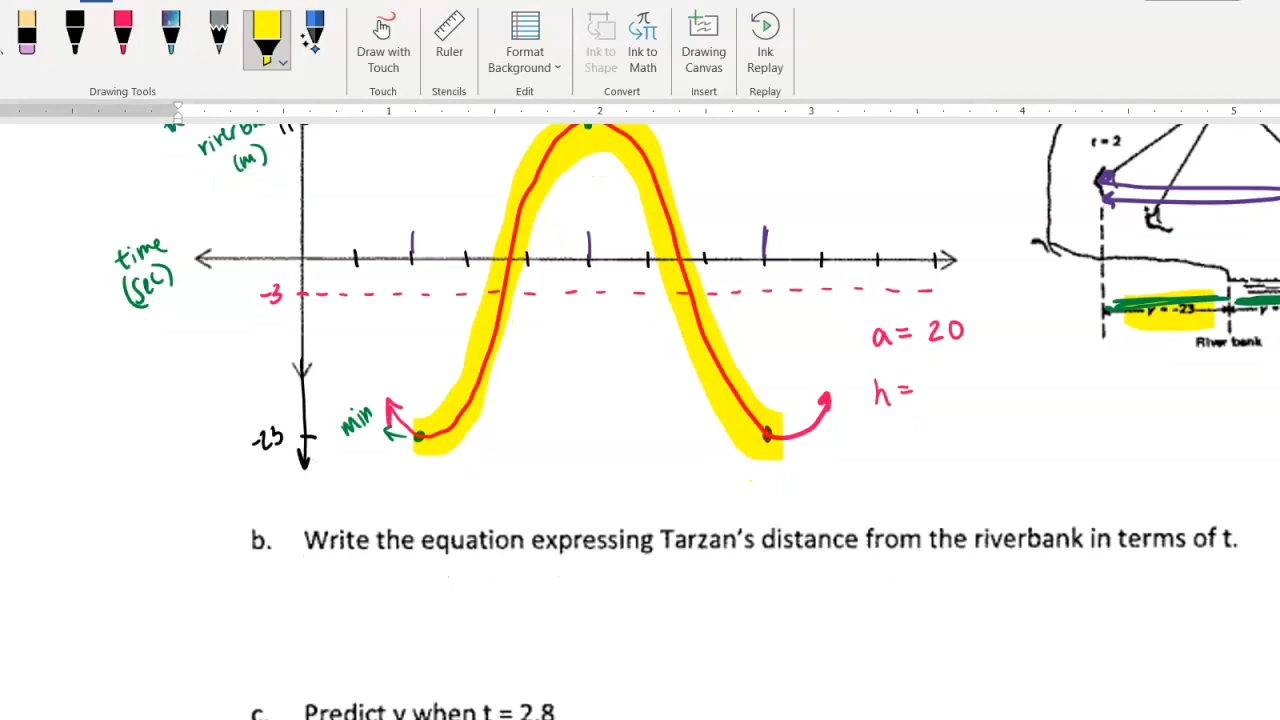 Draw with Touch
Ruler
Format Background
Ink to Shape
Ink to Math
Drawing Canvas
Ink Replay
Drawing Tools
Touch
Stencils
Edit
Convert
Insert
Replay
1 2 3 4 5
(m)
t = 2
time
(sec)
-3
y = -23
y =
River bank
a = 20
h =
min
-23
b. Write the equation expressing Tarzan's distance from the riverbank in terms of t.
c. Predict y when t = 2.8